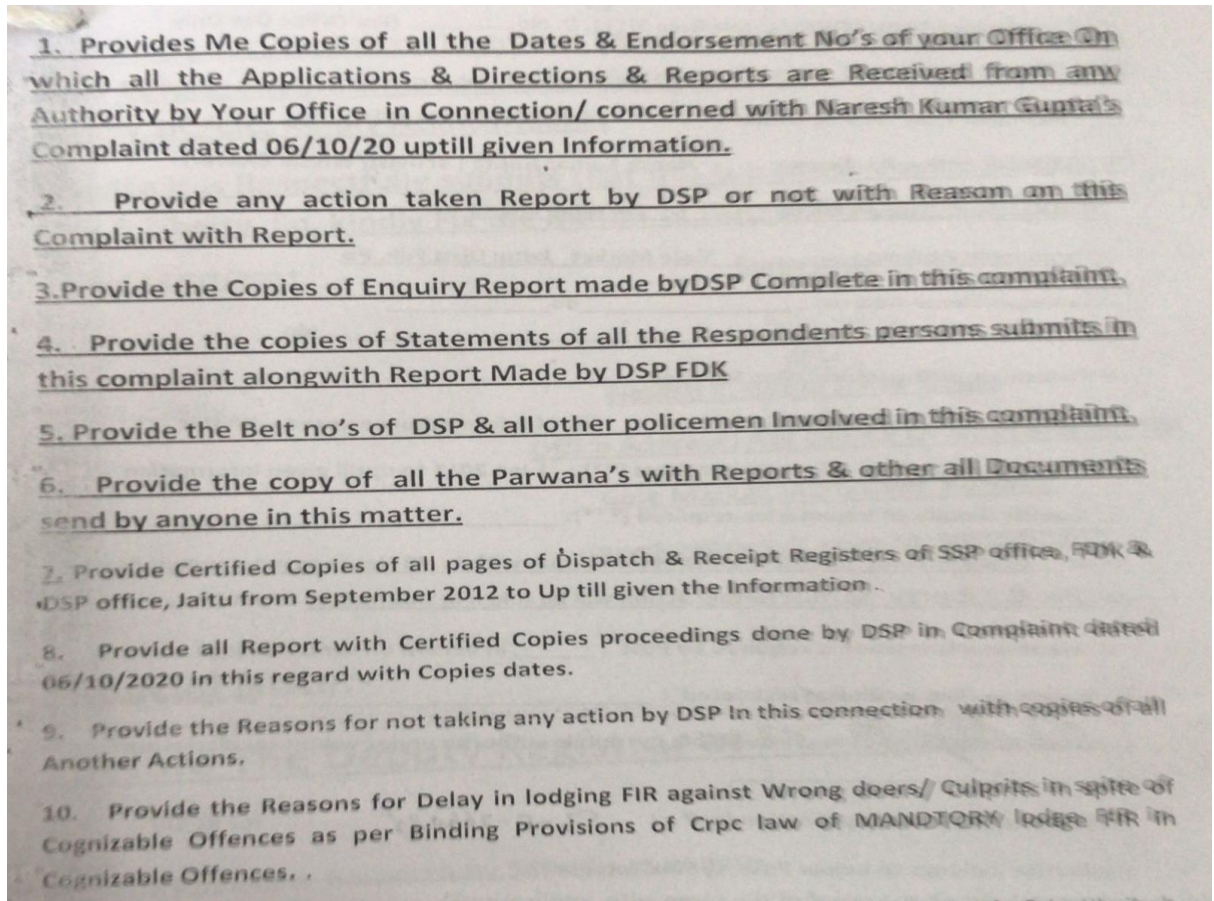 1. Provides Me Copies of all the Dates & Endorsement No's of your Office On
which all the Applications & Directions & Reports are Received from any
Authority by Your Office in Connection/ concerned with Naresh Kumar Gupta's
Complaint dated 06/10/20 uptill given Information.
2. Provide any action taken Report by DSP or not with Reason on this
Complaint with Report.
3.Provide the Copies of Enquiry Report made byDSP Complete in this complaint.
4. Provide the copies of Statements of all the Respondents persons submits in
this complaint alongwith Report Made by DSP FDK
5. Provide the Belt no's of DSP & all other policemen Involved in this complaint.
6. Provide the copy of all the Parwana's with Reports & other all Documents
send by anyone in this matter.
7. Provide Certified Copies of all pages of Dispatch & Receipt Registers of SSP office, FDK &
DSP office, Jaitu from September 2012 to Up till given the Information.
8. Provide all Report with Certified Copies proceedings done by DSP in Complaint dated
06/10/2020 in this regard with Copies dates.
9. Provide the Reasons for not taking any action by DSP In this connection with copies of all
Another Actions.
10. Provide the Reasons for Delay in lodging FIR against Wrong doers/ Culprits in spite of
Cognizable Offences as per Binding Provisions of Crpc law of MANDTORY lodge FIR in
Cognizable Offences. .